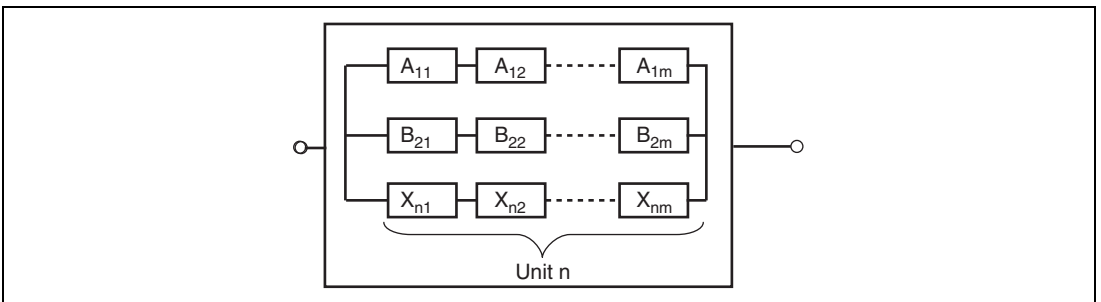 A₁₁ A₁₂ A₁ₘ
B₂₁ B₂₂ B₂ₘ
Xₙ₁ Xₙ₂ Xₙₘ
Unit n